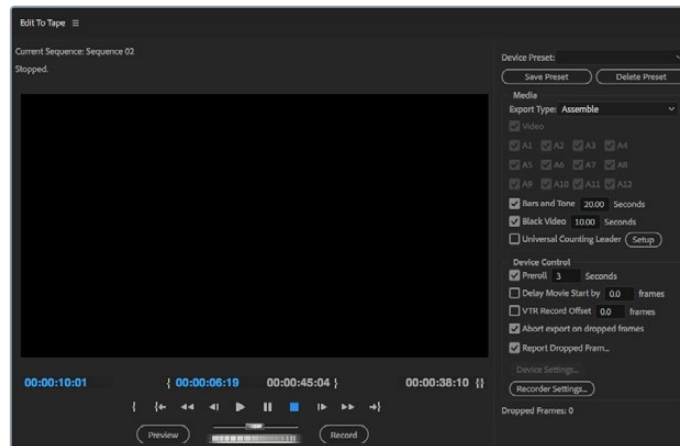 Edit To Tape
Current Sequence: Sequence 02
Stopped.
Device Preset:
Save Preset
Delete Preset
Media
Export Type: Assemble
Video
A1 A2 A3 A4
A5 A6 A7 A8
A9 A10 A11 A12
Bars and Tone 20.00 Seconds
Black Video 10.00 Seconds
Universal Counting Leader Setup
Device Control
Preroll 3 Seconds
Delay Movie Start by 0.0 frames
VTR Record Offset 0.0 frames
Abort export on dropped frames
Report Dropped Fram...
Device Settings...
Recorder Settings...
Dropped Frames: 0
00:00:10:01 { 00:00:06:19 00:00:45:04 } 00:00:38:10 {}
Preview
Record